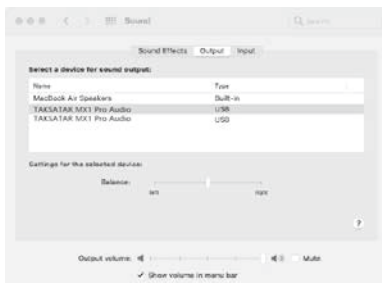 Sound
Search
Sound Effects Output Input
Select a device for sound output:
Name Type
MacBook Air Speakers Built-in
TAKSATAR MX1 Pro Audio USB
TAKSATAR MX1 Pro Audio USB
Settings for the selected device:
Balance:
left right
?
Output volume: Mute
✓ Show volume in menu bar